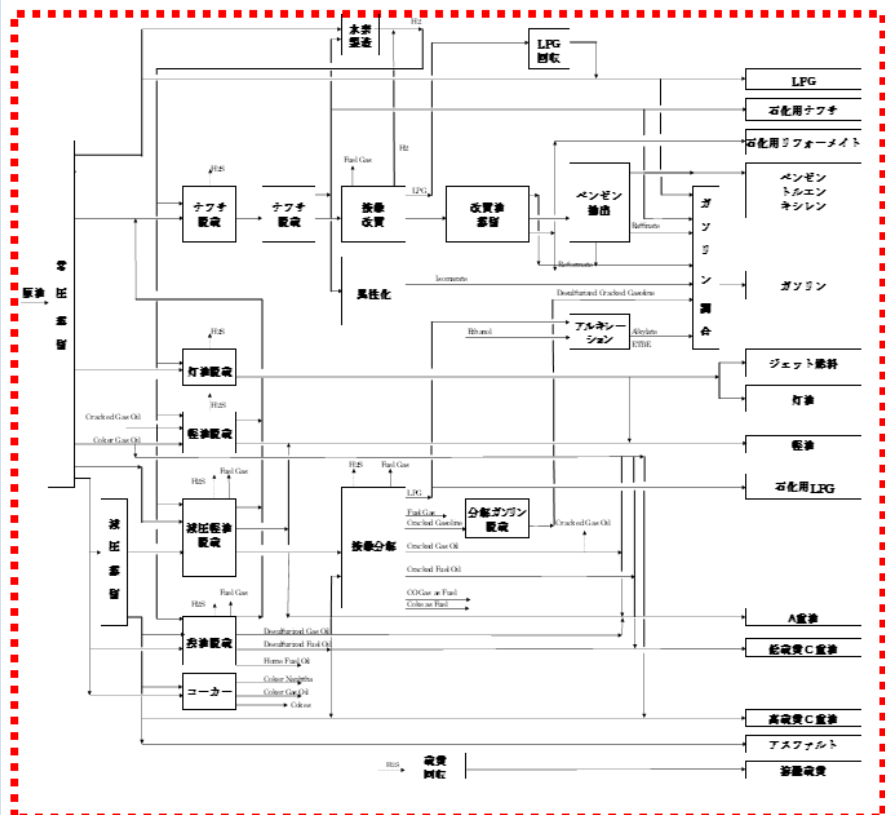 水素
製造
H2
LPG
回収
LPG
石化用ナフサ
石化用リフォーメイト
H2
H2S
Fuel Gas
LPG
ナフサ
脱硫
ナフサ
脱硫
接触
改質
改質油
蒸留
ベンゼン
抽出
ガソリン調合
ベンゼン
トルエン
キシレン
Raffinate
Reformate
異性化
Isomerate
Desulfurized Cracked Gasoline
ガソリン
原油
常圧蒸留
Ethanol
アルキレー
ション
Alkylate
ETBE
H2S
灯油脱硫
ジェット燃料
灯油
H2S
Cracked Gas Oil
Coker Gas Oil
軽油脱硫
軽油
H2S
Fuel Gas
H2S
Fuel Gas
石化用LPG
減圧蒸留
減圧軽油
脱硫
接触分解
LPG
Fuel Gas
Cracked Gasoline
分解ガソリン
脱硫
Cracked Gas Oil
Cracked Gas Oil
Cracked Fuel Oil
CO Gas as Fuel
Coke as Fuel
H2S
Fuel Gas
残油脱硫
Desulfurized Gas Oil
Desulfurized Fuel Oil
Home Fuel Oil
A重油
低硫黄C重油
コーカー
Coker Naphtha
Coker Gas Oil
Cokes
高硫黄C重油
アスファルト
H2S
硫黄
回収
溶融硫黄